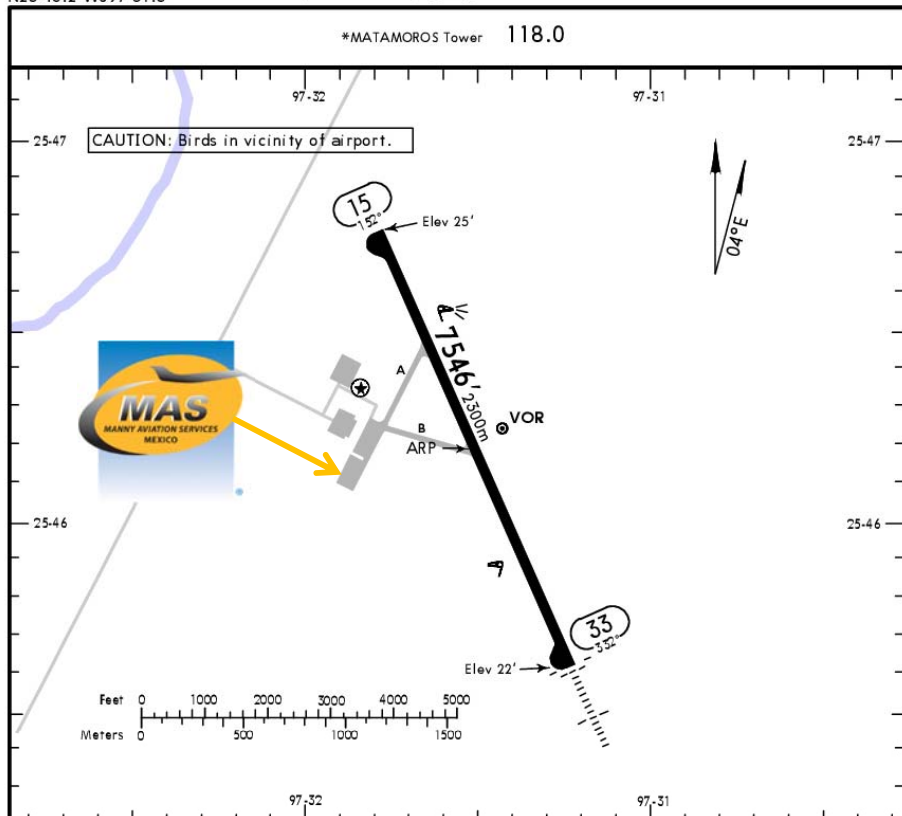 *MATAMOROS Tower 118.0
97-32 97-31
25-47 25-47
CAUTION: Birds in vicinity of airport.
15
152°
Elev 25'
04°E
7546'
2300m
A
MAS
MANNY AVIATION SERVICES
MEXICO
B
VOR
ARP
25-46 25-46
33
332°
Elev 22'
Feet 0 1000 2000 3000 4000 5000
Meters 0 500 1000 1500
97-32 97-31